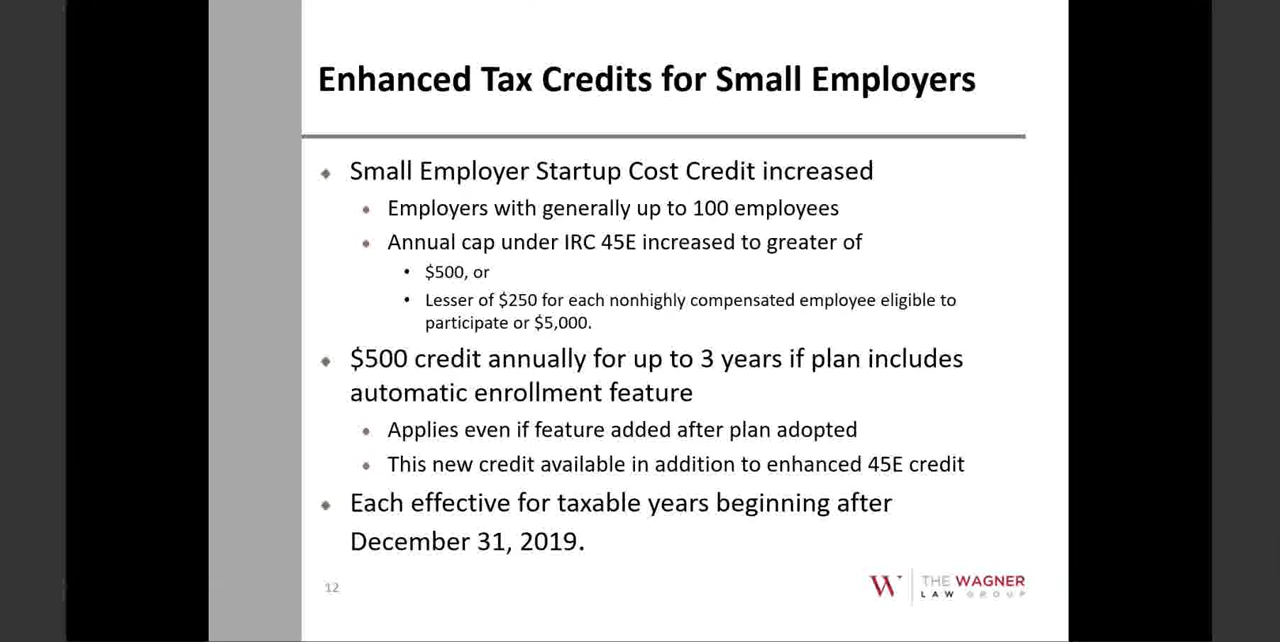 Enhanced Tax Credits for Small Employers
Small Employer Startup Cost Credit increased
Employers with generally up to 100 employees
Annual cap under IRC 45E increased to greater of
$500, or
Lesser of $250 for each nonhighly compensated employee eligible to
participate or $5,000.
$500 credit annually for up to 3 years if plan includes
automatic enrollment feature
Applies even if feature added after plan adopted
This new credit available in addition to enhanced 45E credit
Each effective for taxable years beginning after
December 31, 2019.
12
W THE WAGNER
LAW GROUP